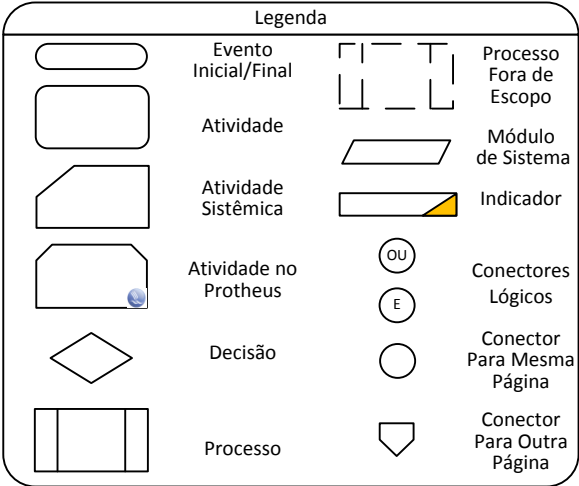 Legenda
Evento
Inicial/Final
Atividade
Atividade
Sistêmica
Atividade no
Protheus
Decisão
Processo
Processo
Fora de
Escopo
Módulo
de Sistema
Indicador
OU
E
Conectores
Lógicos
Conector
Para Mesma
Página
Conector
Para Outra
Página